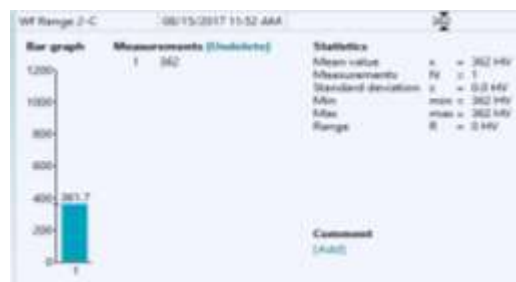 Wf Range 2-C 08/15/2017 11:52 AM 362
Bar graph
1200
1000
800
600
400
200
0
361.7
1
Measurements (Undelete)
1 362
Statistics
Mean value x = 362 HV
Measurements N = 1
Standard deviation s = 0.0 HV
Min min = 362 HV
Max max = 362 HV
Range R = 0 HV
Comment
[Add]